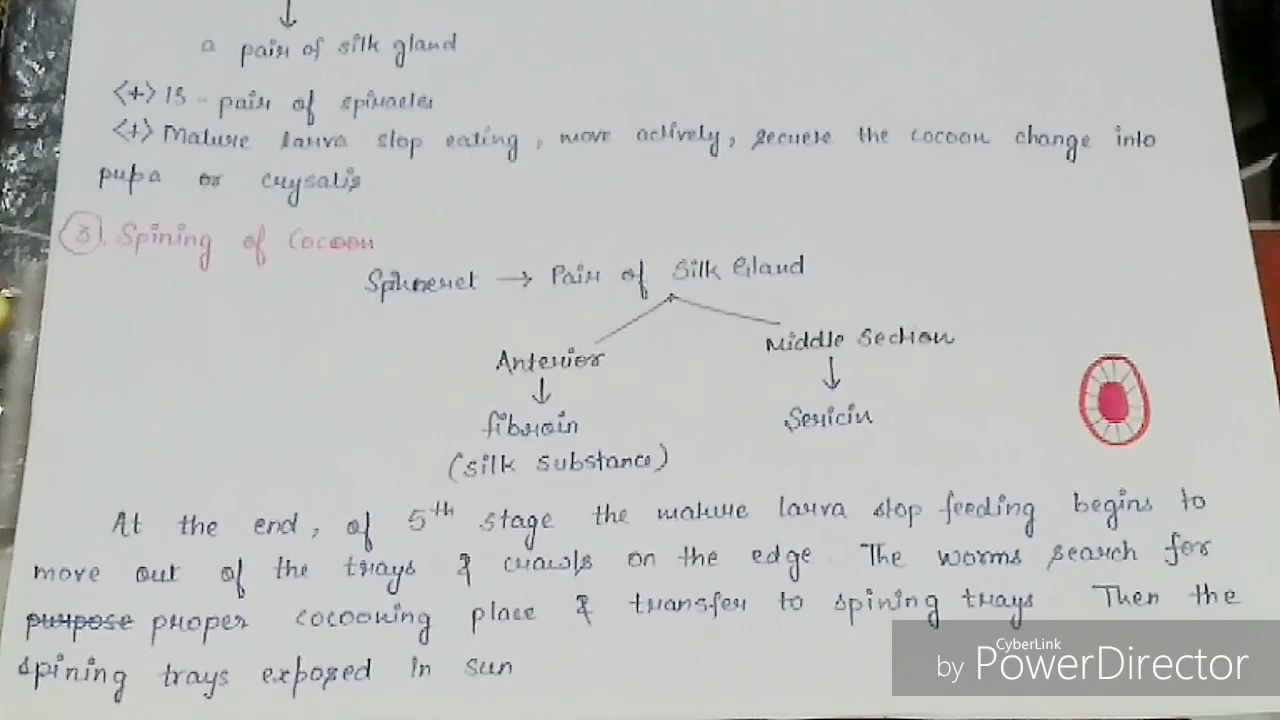 a pair of silk gland
<+> 15 - pair of spiracles
<+> Mature larva stop eating, move actively, secrete the cocoon change into
pupa or crysalis
3. Spining of Cocoon
Spinneret → Pair of Silk Gland
Anterior Middle Section
fibroin Sericin
(silk substance)
At the end, of 5th stage the mature larva stop feeding begins to
move out of the trays & crawls on the edge. The worms search for
purpose proper cocooning place & transfer to spining trays Then the
spining trays exposed in sun
CyberLink
by PowerDirector